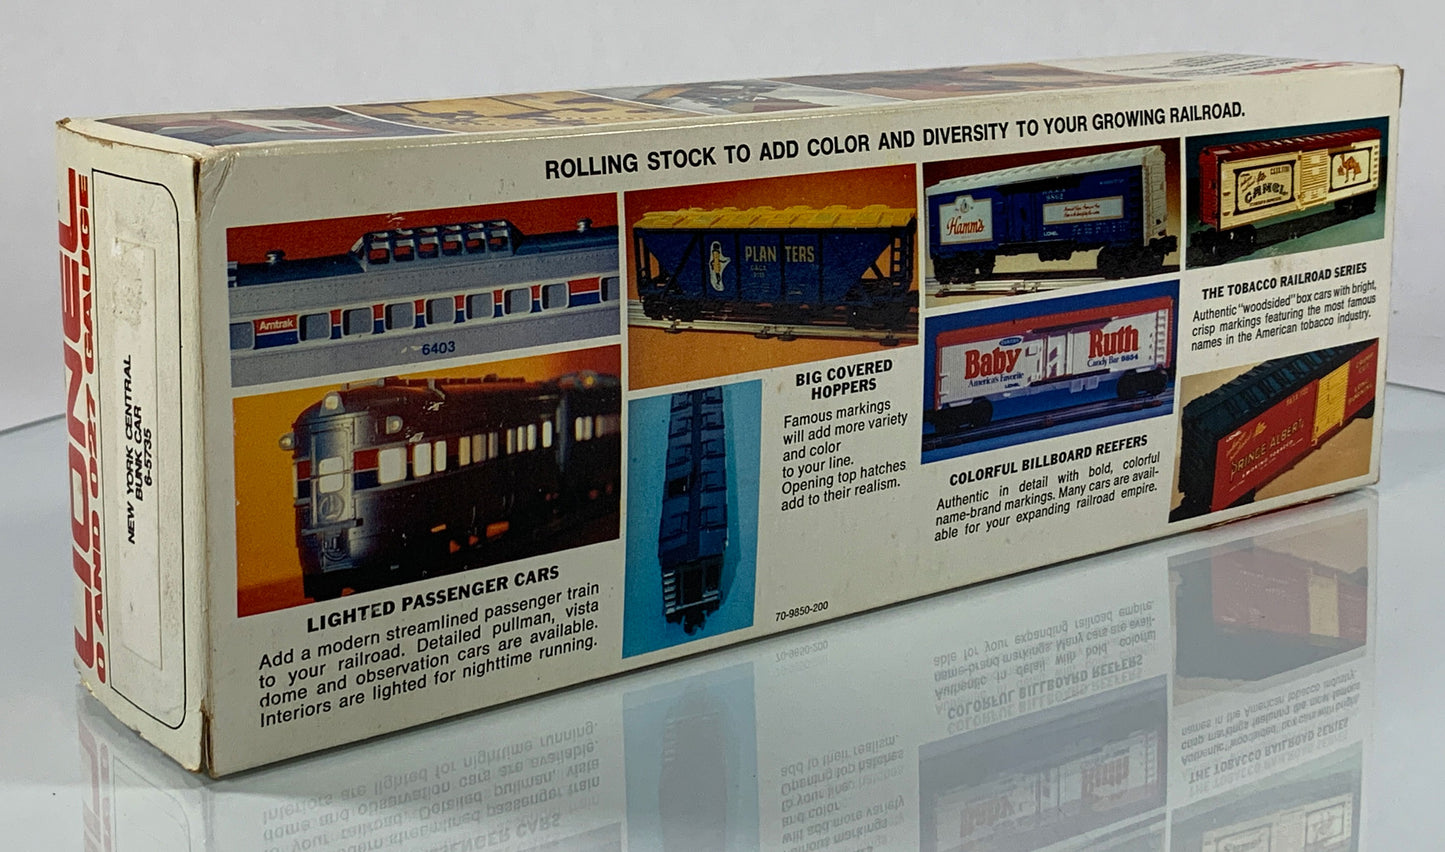 LIONEL
O AND O27 GAUGE
NEW YORK CENTRAL
BUNK CAR
6-5735
ROLLING STOCK TO ADD COLOR AND DIVERSITY TO YOUR GROWING RAILROAD.
Amtrak
6403
LIGHTED PASSENGER CARS
Add a modern streamlined passenger train
to your railroad. Detailed pullman, vista
dome and observation cars are available.
Interiors are lighted for nighttime running.
PLANTERS
BIG COVERED
HOPPERS
Famous markings
will add more variety
and color
to your line.
Opening top hatches
add to their realism.
70-9850-200
Hamm's
Baby Ruth
America's Favorite
Candy Bar 9854
LIONEL
COLORFUL BILLBOARD REEFERS
Authentic in detail with bold, colorful
name-brand markings. Many cars are avail-
able for your expanding railroad empire.
CAMEL
THE TOBACCO RAILROAD SERIES
Authentic "woodsided" box cars with bright,
crisp markings featuring the most famous
names in the American tobacco industry.
PRINCE ALBERT